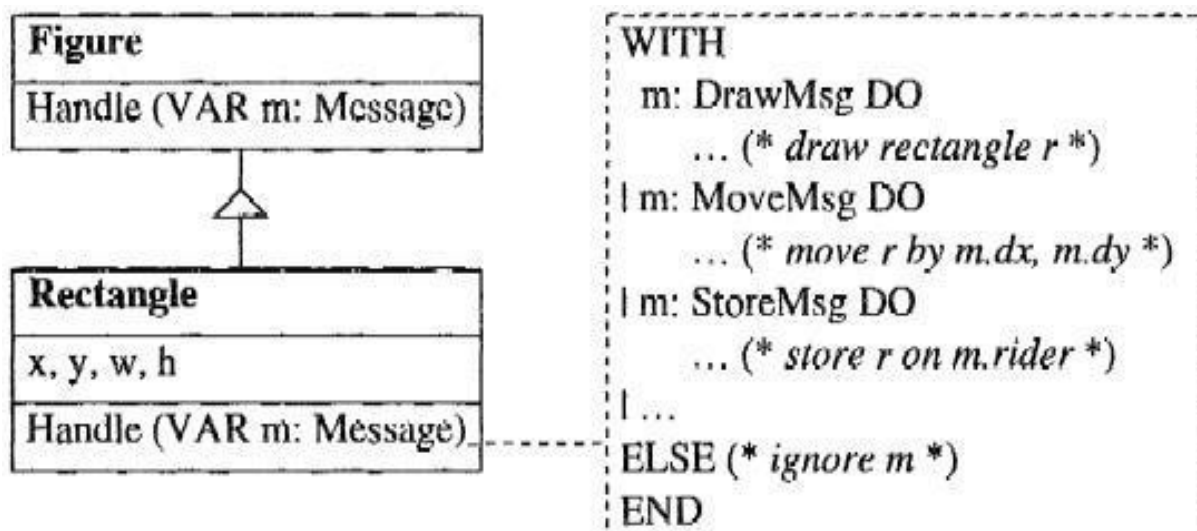 Figure
Handle (VAR m: Message)
Rectangle
x, y, w, h
Handle (VAR m: Message)
WITH
m: DrawMsg DO
... (* draw rectangle r *)
| m: MoveMsg DO
... (* move r by m.dx, m.dy *)
| m: StoreMsg DO
... (* store r on m.rider *)
| ...
ELSE (* ignore m *)
END